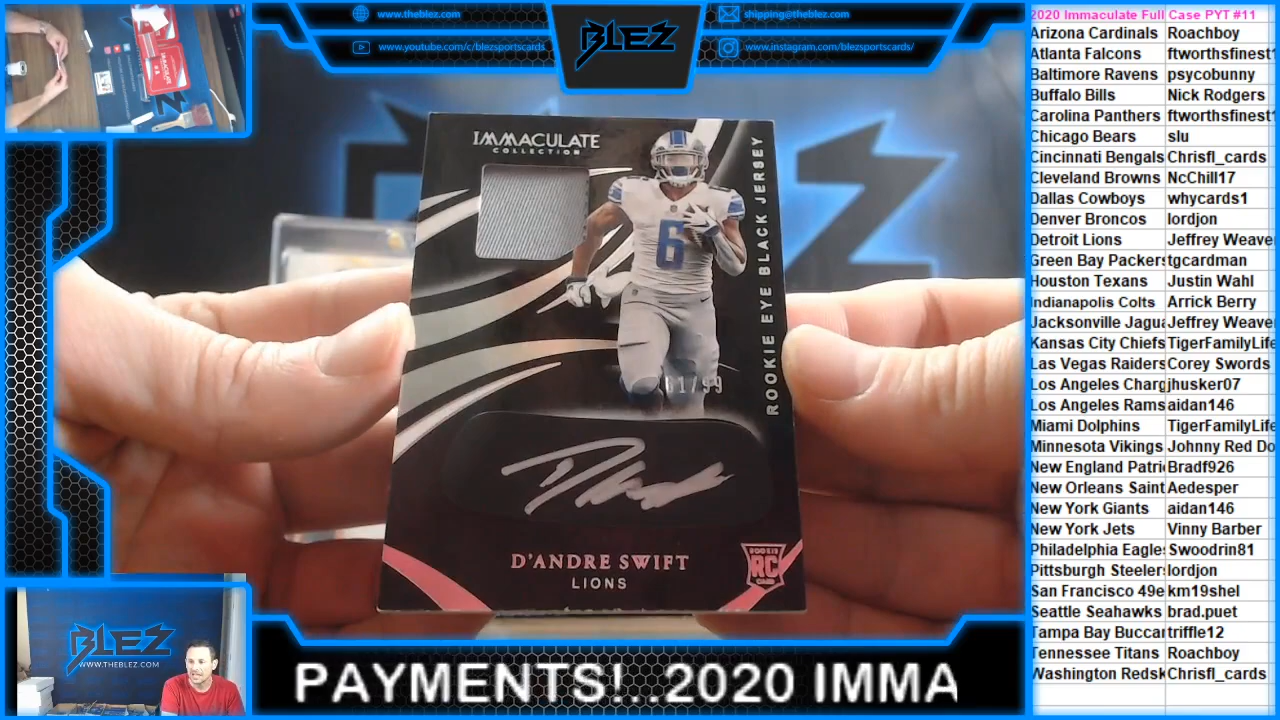 www.theblez.com
www.youtube.com/c/blezsportscards
BLEZ
shipping@theblez.com
www.instagram.com/blezsportscards/
IMMACULATE
COLLECTION
ROOKIE EYE BLACK JERSEY
6
/99
D'ANDRE SWIFT
LIONS
ROOKIE
RC
CARD
BLEZ
WWW.THEBLEZ.COM
PAYMENTS!..2020 IMMA
2020 Immaculate Full Case PYT #11
Arizona Cardinals Roachboy
Atlanta Falcons ftworthsfinest1
Baltimore Ravens psycobunny
Buffalo Bills Nick Rodgers
Carolina Panthers ftworthsfinest1
Chicago Bears slu
Cincinnati Bengals Chrisfl_cards
Cleveland Browns NcChill17
Dallas Cowboys whycards1
Denver Broncos lordjon
Detroit Lions Jeffrey Weave
Green Bay Packers tgcardman
Houston Texans Justin Wahl
Indianapolis Colts Arrick Berry
Jacksonville Jagua Jeffrey Weave
Kansas City Chiefs TigerFamilyLife
Las Vegas Raiders Corey Swords
Los Angeles Charg jhusker07
Los Angeles Rams aidan146
Miami Dolphins TigerFamilyLife
Minnesota Vikings Johnny Red Do
New England Patri Bradf926
New Orleans Saint Aedesper
New York Giants aidan146
New York Jets Vinny Barber
Philadelphia Eagles Swoodrin81
Pittsburgh Steelers lordjon
San Francisco 49e km19shel
Seattle Seahawks brad.puet
Tampa Bay Buccar triffle12
Tennessee Titans Roachboy
Washington Redsk Chrisfl_cards